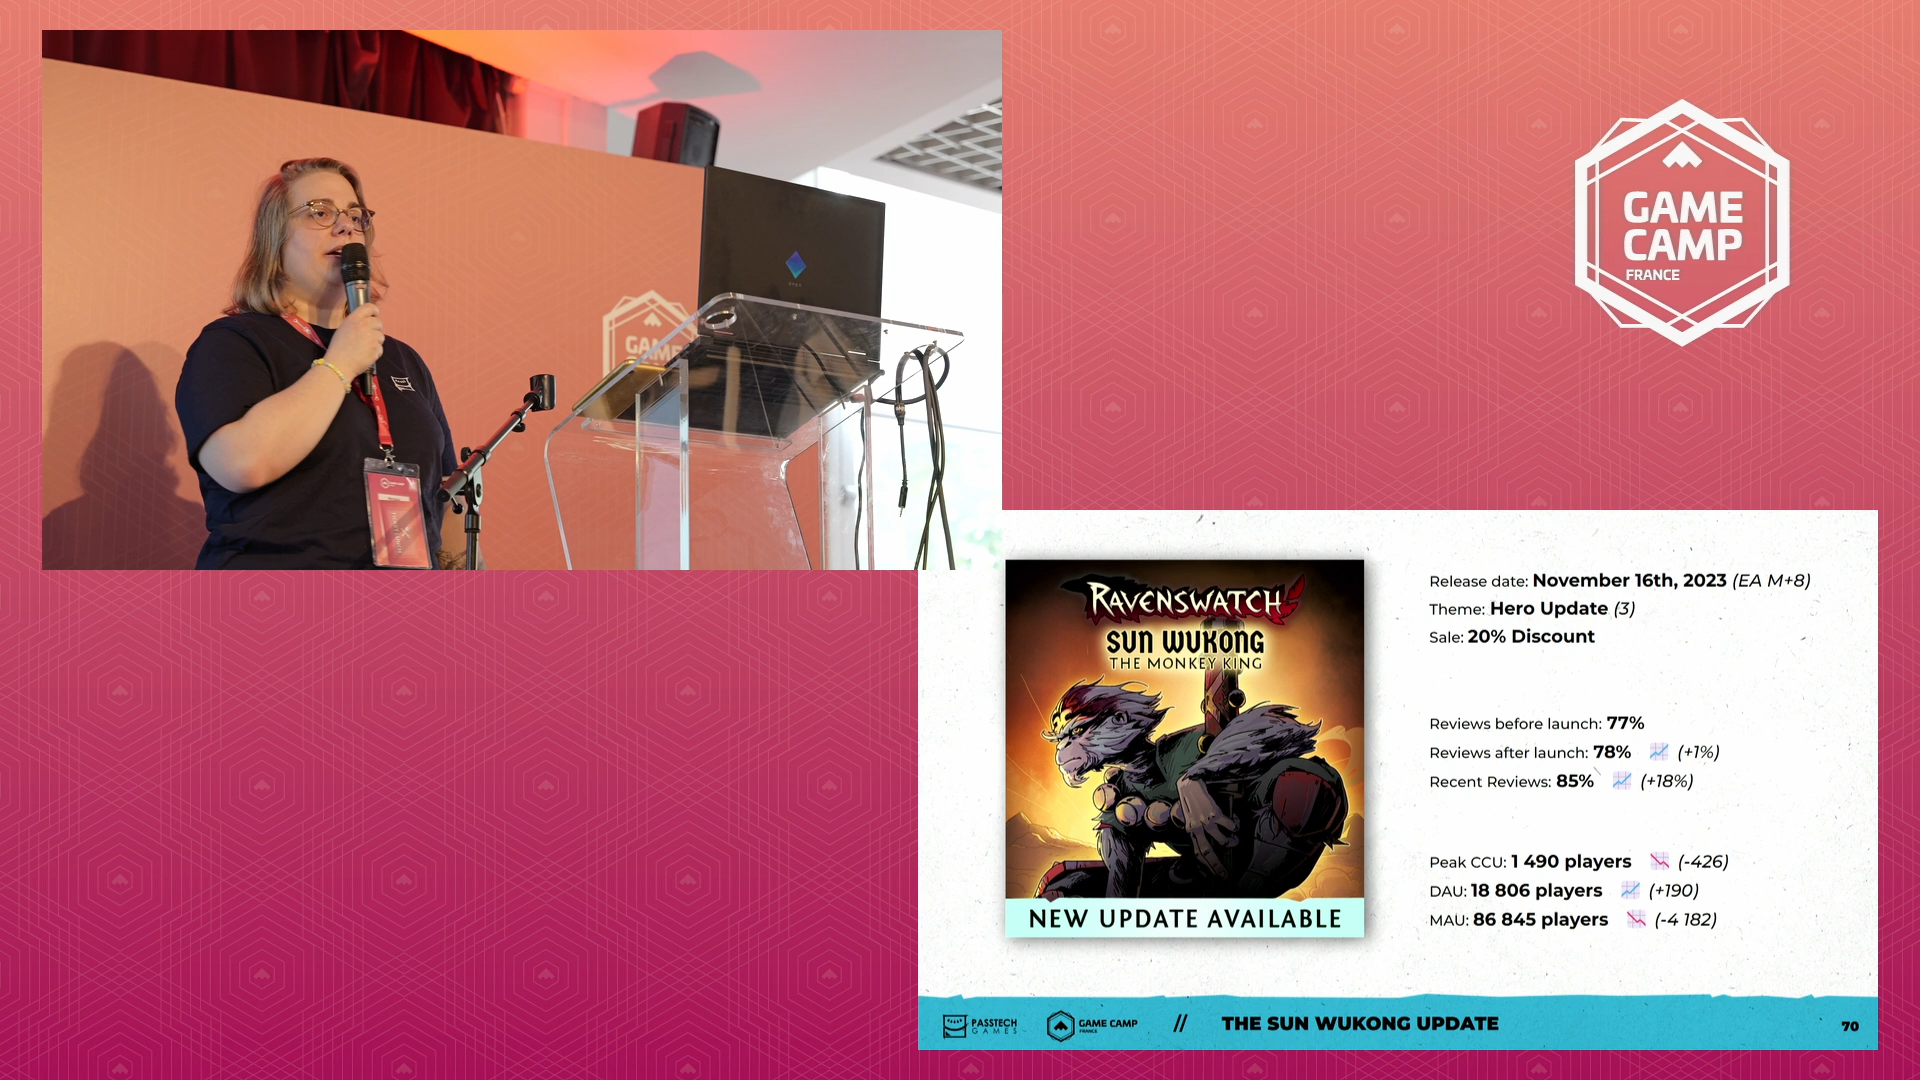 GAME
CAMP
FRANCE
GAME
RAVENSWATCH
SUN WUKONG
THE MONKEY KING
NEW UPDATE AVAILABLE
Release date: November 16th, 2023 (EA M+8)
Theme: Hero Update (3)
Sale: 20% Discount
Reviews before launch: 77%
Reviews after launch: 78% (+1%)
Recent Reviews: 85% (+18%)
Peak CCU: 1 490 players (-426)
DAU: 18 806 players (+190)
MAU: 86 845 players (-4 182)
PASSTECH
GAMES
GAME CAMP
FRANCE
// THE SUN WUKONG UPDATE
70